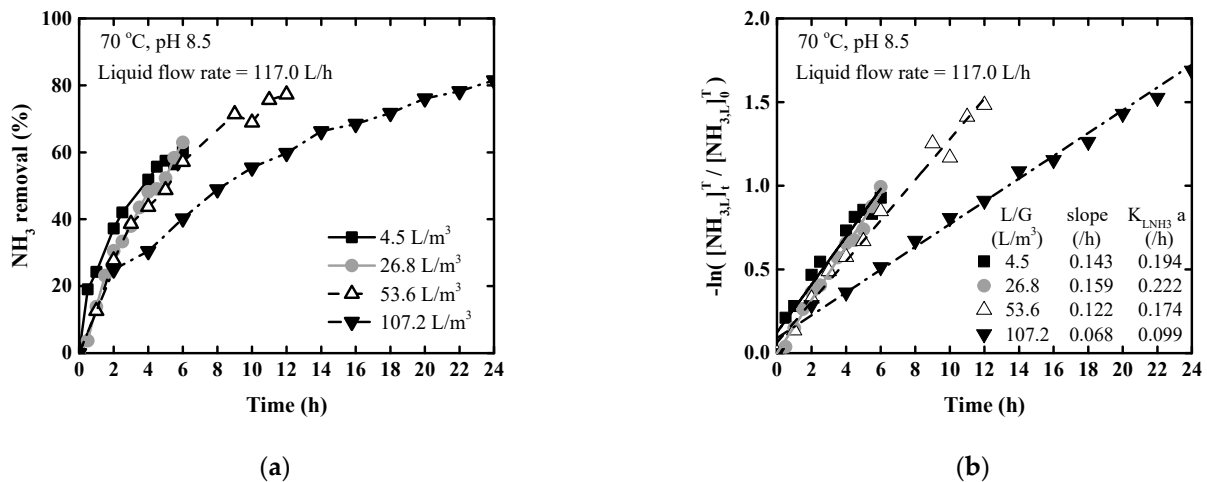 100
80
60
40
20
0
NH3 removal (%)
70 °C, pH 8.5
Liquid flow rate = 117.0 L/h
4.5 L/m³
26.8 L/m³
53.6 L/m³
107.2 L/m³
0 2 4 6 8 10 12 14 16 18 20 22 24
Time (h)
(a)
2.0
1.5
1.0
0.5
0.0
-ln( [NH3,L]tT / [NH3,L]0T )
70 °C, pH 8.5
Liquid flow rate = 117.0 L/h
L/G slope KLNH3 a
(L/m³) (/h) (/h)
4.5 0.143 0.194
26.8 0.159 0.222
53.6 0.122 0.174
107.2 0.068 0.099
0 2 4 6 8 10 12 14 16 18 20 22 24
Time (h)
(b)